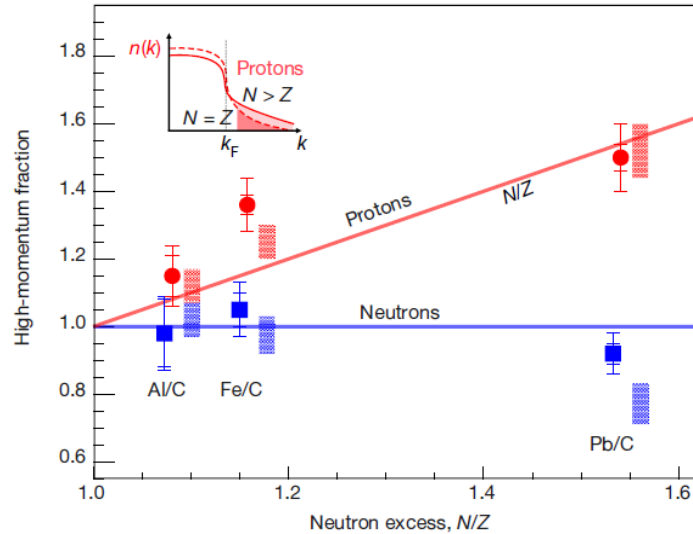 High-momentum fraction
1.8
1.6
1.4
1.2
1.0
0.8
0.6
n(k)
Protons
N > Z
N = Z
k_F
k
Protons
N/Z
Neutrons
Al/C
Fe/C
Pb/C
1.0
1.2
1.4
1.6
Neutron excess, N/Z